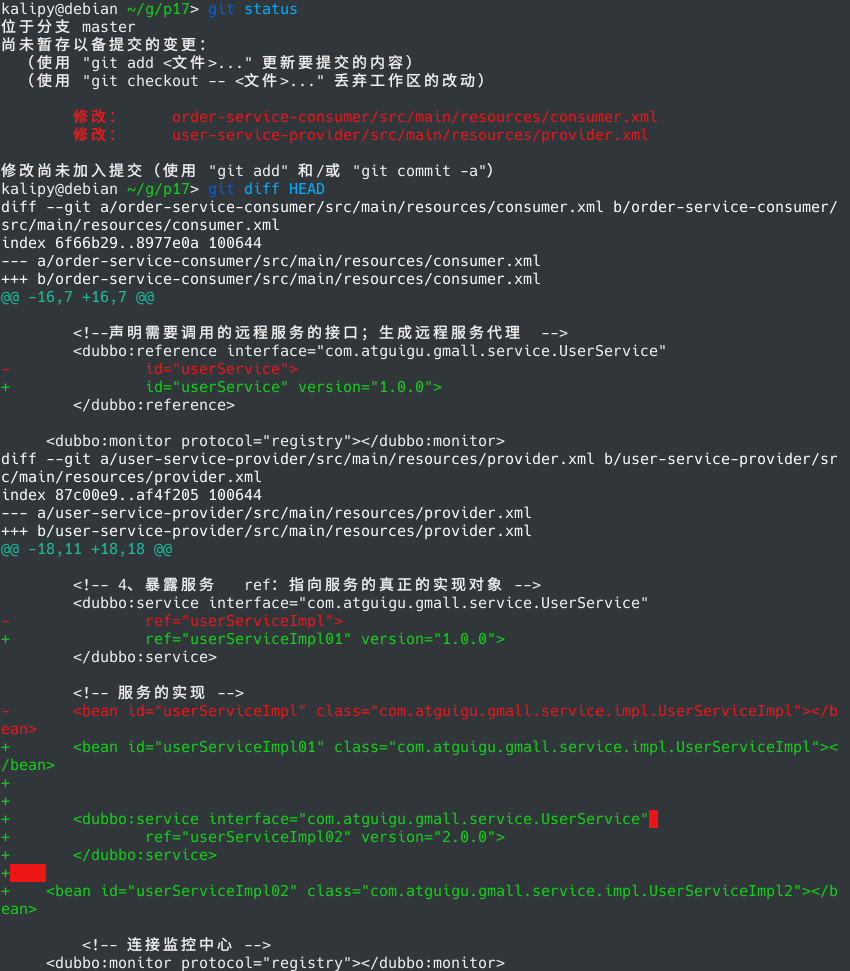 kalipy@debian ~/g/p17> git status
位于分支 master
尚未暂存以备提交的变更：
  （使用 "git add <文件>..." 更新要提交的内容）
  （使用 "git checkout -- <文件>..." 丢弃工作区的改动）

        修改：     order-service-consumer/src/main/resources/consumer.xml
        修改：     user-service-provider/src/main/resources/provider.xml

修改尚未加入提交（使用 "git add" 和/或 "git commit -a"）
kalipy@debian ~/g/p17> git diff HEAD
diff --git a/order-service-consumer/src/main/resources/consumer.xml b/order-service-consumer/
src/main/resources/consumer.xml
index 6f66b29..8977e0a 100644
--- a/order-service-consumer/src/main/resources/consumer.xml
+++ b/order-service-consumer/src/main/resources/consumer.xml
@@ -16,7 +16,7 @@

        <!--声明需要调用的远程服务的接口；生成远程服务代理  -->
        <dubbo:reference interface="com.atguigu.gmall.service.UserService"
-               id="userService">
+               id="userService" version="1.0.0">
        </dubbo:reference>

     <dubbo:monitor protocol="registry"></dubbo:monitor>
diff --git a/user-service-provider/src/main/resources/provider.xml b/user-service-provider/sr
c/main/resources/provider.xml
index 87c00e9..af4f205 100644
--- a/user-service-provider/src/main/resources/provider.xml
+++ b/user-service-provider/src/main/resources/provider.xml
@@ -18,11 +18,18 @@

        <!-- 4、暴露服务   ref：指向服务的真正的实现对象 -->
        <dubbo:service interface="com.atguigu.gmall.service.UserService"
-               ref="userServiceImpl">
+               ref="userServiceImpl01" version="1.0.0">
        </dubbo:service>

        <!-- 服务的实现 -->
-       <bean id="userServiceImpl" class="com.atguigu.gmall.service.impl.UserServiceImpl"></b
ean>
+       <bean id="userServiceImpl01" class="com.atguigu.gmall.service.impl.UserServiceImpl"><
/bean>
+
+
+       <dubbo:service interface="com.atguigu.gmall.service.UserService"
+               ref="userServiceImpl02" version="2.0.0">
+       </dubbo:service>
+
+    <bean id="userServiceImpl02" class="com.atguigu.gmall.service.impl.UserServiceImpl2"></b
ean>

         <!-- 连接监控中心 -->
     <dubbo:monitor protocol="registry"></dubbo:monitor>